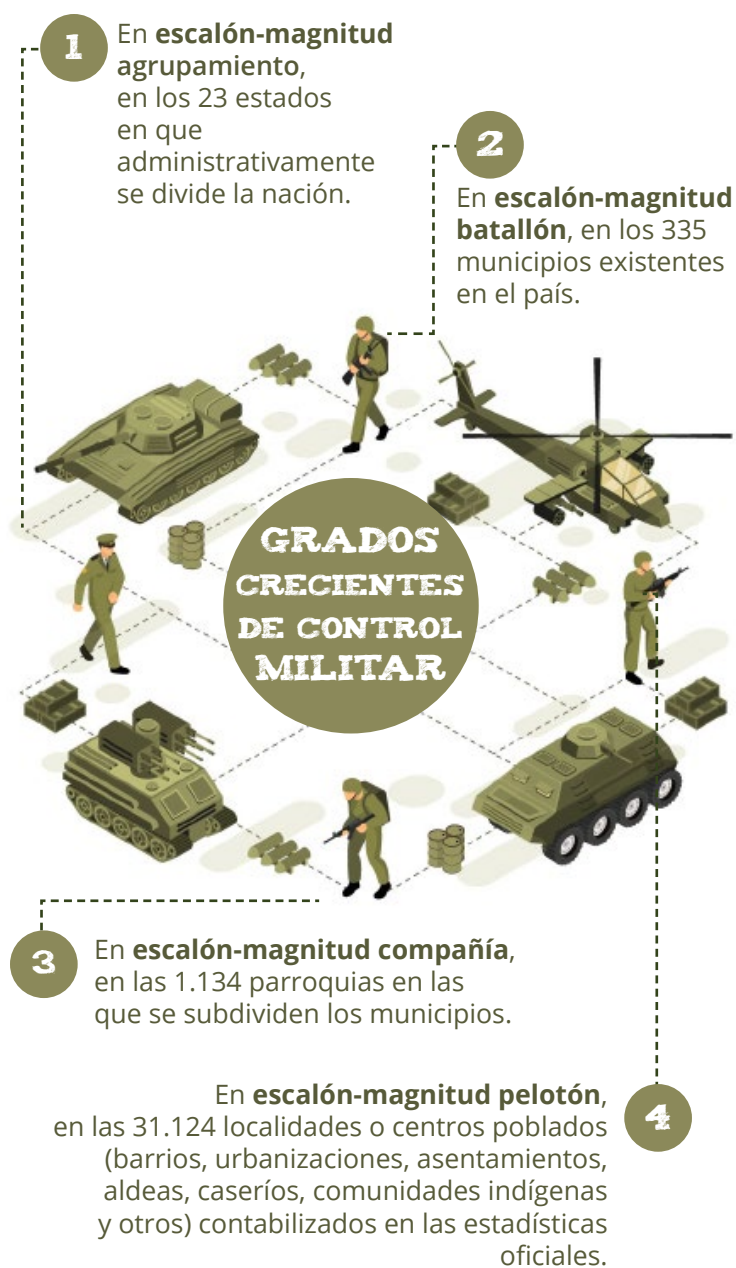 1
En escalón-magnitud
agrupamiento,
en los 23 estados
en que
administrativamente
se divide la nación.
2
En escalón-magnitud
batallón, en los 335
municipios existentes
en el país.
GRADOS
CRECIENTES
DE CONTROL
MILITAR
3
En escalón-magnitud compañía,
en las 1.134 parroquias en las
que se subdividen los municipios.
En escalón-magnitud pelotón,
en las 31.124 localidades o centros poblados
(barrios, urbanizaciones, asentamientos,
aldeas, caseríos, comunidades indígenas
y otros) contabilizados en las estadísticas
oficiales.
4